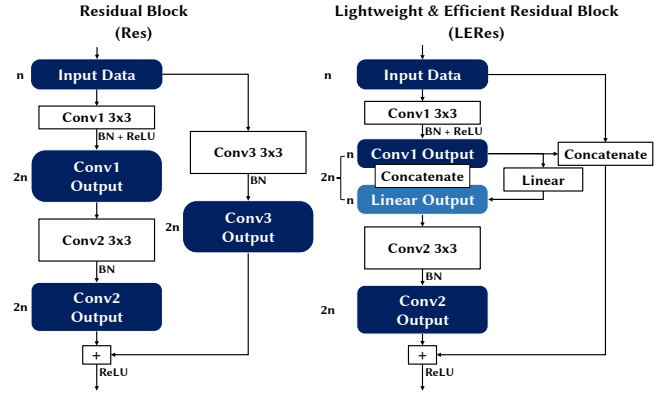 Residual Block
(Res)
n
Input Data
Conv1 3x3
BN + ReLU
2n
Conv1
Output
Conv3 3x3
BN
2n
Conv3
Output
Conv2 3x3
BN
2n
Conv2
Output
+
ReLU
Lightweight & Efficient Residual Block
(LERes)
n
Input Data
Conv1 3x3
BN + ReLU
n
Conv1 Output
Concatenate
2n
Concatenate
Linear
n
Linear Output
Conv2 3x3
BN
2n
Conv2
Output
+
ReLU